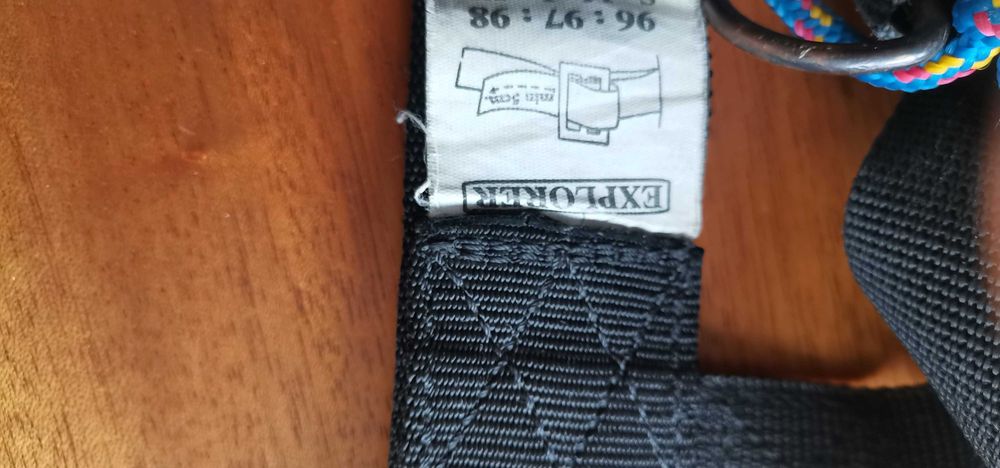 EXPLORER
min 5cm.
96 : 97 : 98